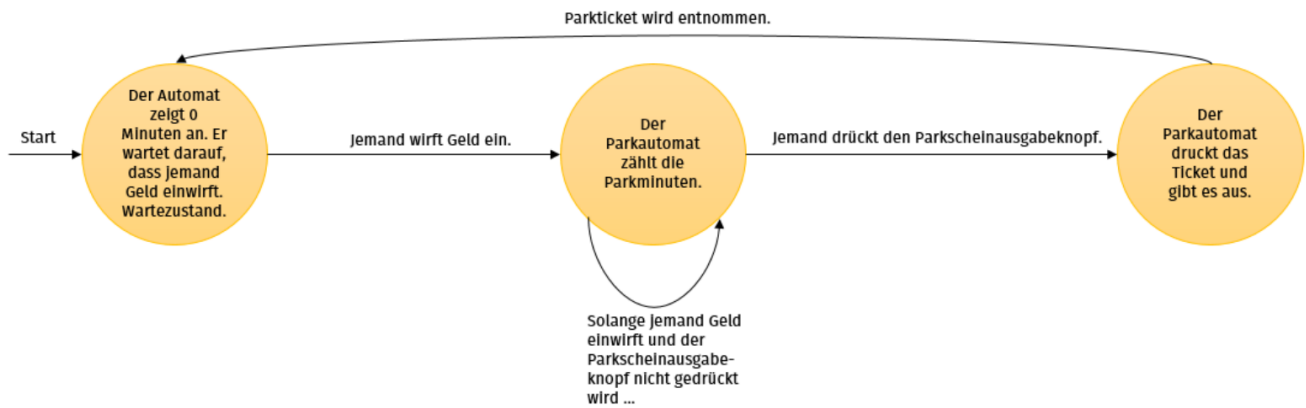 Parkticket wird entnommen.
Start
Der Automat
zeigt 0
Minuten an. Er
wartet darauf,
dass jemand
Geld einwirft.
Wartezustand.
Jemand wirft Geld ein.
Der
Parkautomat
zählt die
Parkminuten.
Jemand drückt den Parkscheinausgabeknopf.
Der
Parkautomat
druckt das
Ticket und
gibt es aus.
Solange jemand Geld
einwirft und der
Parkscheinausgabe-
knopf nicht gedrückt
wird ...